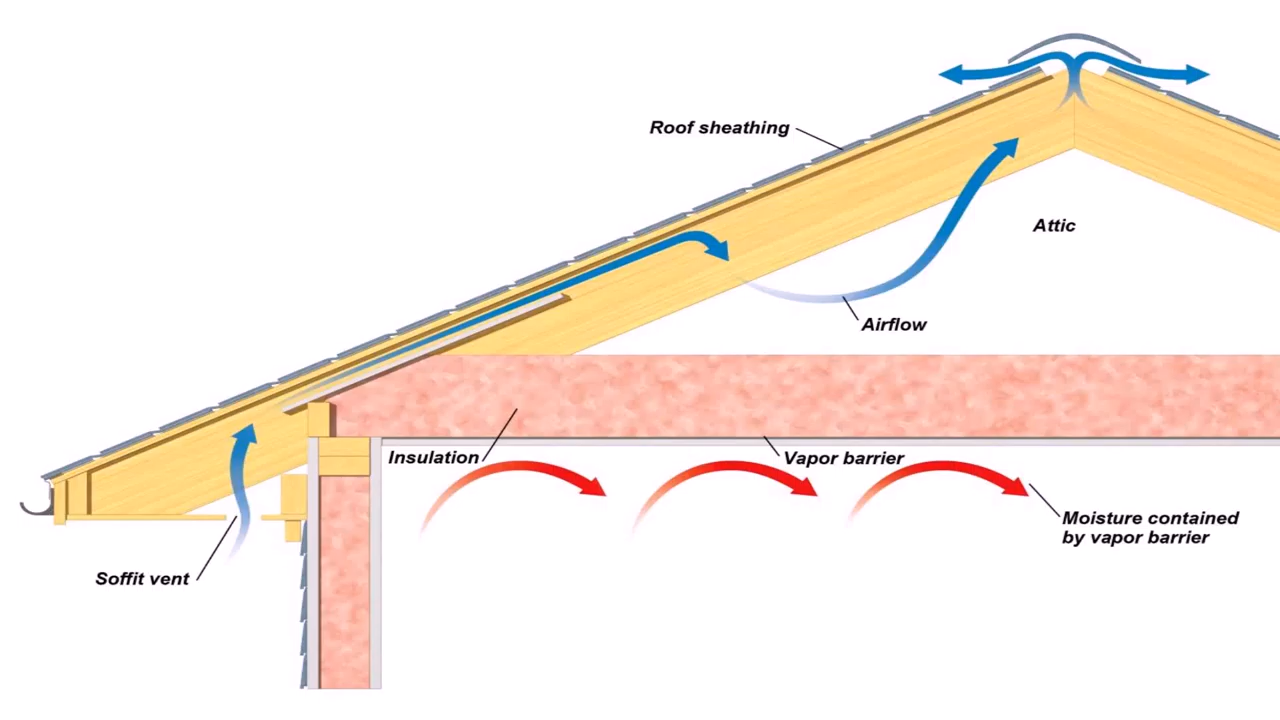 Roof sheathing
Attic
Airflow
Insulation
Vapor barrier
Moisture contained
by vapor barrier
Soffit vent